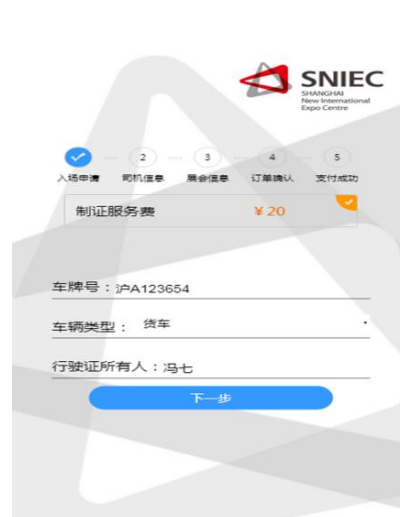 SNIEC
SHANGHAI
New International
Expo Centre
2 3 4 5
入场申请 司机信息 展会信息 订单确认 支付成功
制证服务费 ¥20
车牌号：沪A123654
车辆类型： 货车
行驶证所有人：冯七
下一步